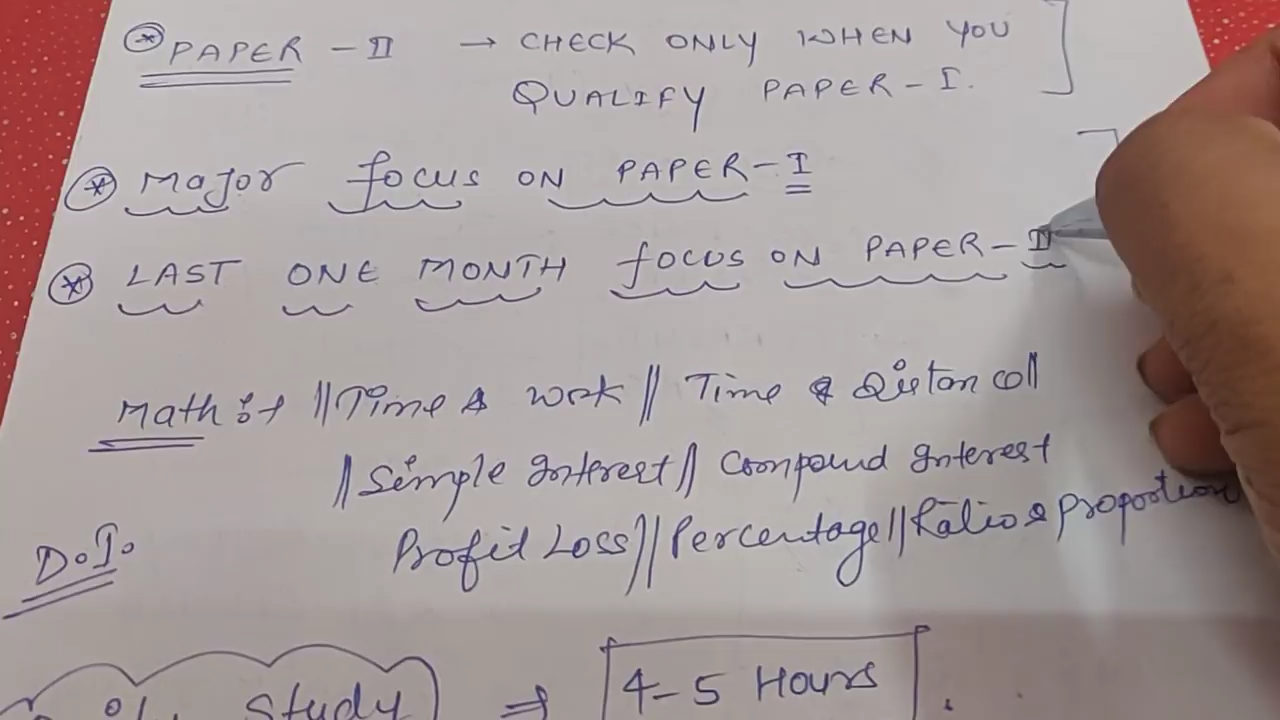 * PAPER - II → CHECK ONLY WHEN YOU
QUALIFY PAPER - I.
* Major focus ON PAPER - I
* LAST ONE MONTH focus ON PAPER - II
Math :+ || Time & Work || Time & Distance ||
|| Simple Interest || Compound Interest
Profit Loss || Percentage || Ratio & Proportion
D.I.
Study ⇒ 4-5 Hours.